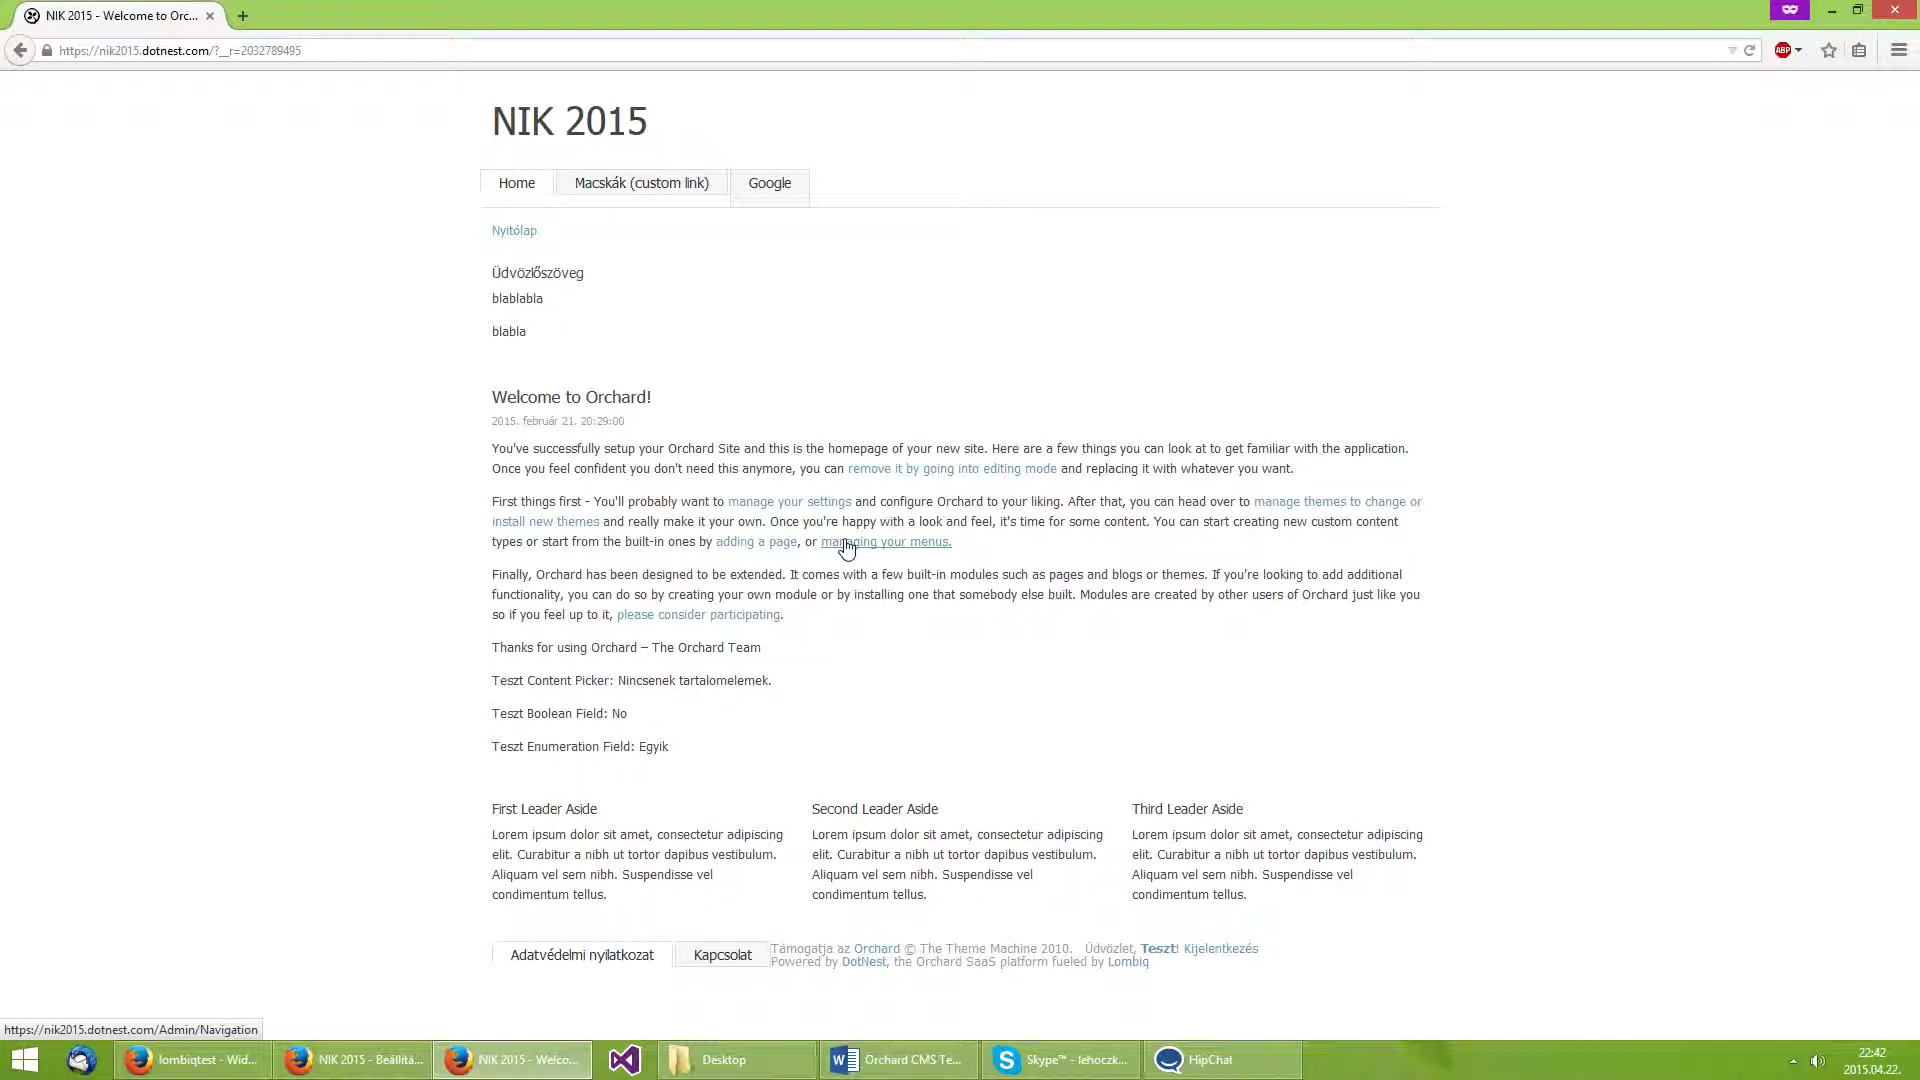 NIK 2015 - Welcome to Orc...
https://nik2015.dotnest.com/?__r=2032789495
ABP
NIK 2015
Home
Macskák (custom link)
Google
Nyitólap
Üdvözlőszöveg
blablabla
blabla
Welcome to Orchard!
2015. február 21. 20:29:00
You've successfully setup your Orchard Site and this is the homepage of your new site. Here are a few things you can look at to get familiar with the application.
Once you feel confident you don't need this anymore, you can remove it by going into editing mode and replacing it with whatever you want.
First things first - You'll probably want to manage your settings and configure Orchard to your liking. After that, you can head over to manage themes to change or
install new themes and really make it your own. Once you're happy with a look and feel, it's time for some content. You can start creating new custom content
types or start from the built-in ones by adding a page, or managing your menus.
Finally, Orchard has been designed to be extended. It comes with a few built-in modules such as pages and blogs or themes. If you're looking to add additional
functionality, you can do so by creating your own module or by installing one that somebody else built. Modules are created by other users of Orchard just like you
so if you feel up to it, please consider participating.
Thanks for using Orchard – The Orchard Team
Teszt Content Picker: Nincsenek tartalomelemek.
Teszt Boolean Field: No
Teszt Enumeration Field: Egyik
First Leader Aside
Lorem ipsum dolor sit amet, consectetur adipiscing
elit. Curabitur a nibh ut tortor dapibus vestibulum.
Aliquam vel sem nibh. Suspendisse vel
condimentum tellus.
Second Leader Aside
Lorem ipsum dolor sit amet, consectetur adipiscing
elit. Curabitur a nibh ut tortor dapibus vestibulum.
Aliquam vel sem nibh. Suspendisse vel
condimentum tellus.
Third Leader Aside
Lorem ipsum dolor sit amet, consectetur adipiscing
elit. Curabitur a nibh ut tortor dapibus vestibulum.
Aliquam vel sem nibh. Suspendisse vel
condimentum tellus.
Adatvédelmi nyilatkozat
Kapcsolat
Támogatja az Orchard © The Theme Machine 2010. Üdvözlet, Teszt! Kijelentkezés
Powered by DotNest, the Orchard SaaS platform fueled by Lombiq
https://nik2015.dotnest.com/Admin/Navigation
lombiqtest - Wid...
NIK 2015 - Beállítá...
NIK 2015 - Welco...
Desktop
Orchard CMS Te...
Skype™ - lehoczk...
HipChat
22:42
2015.04.22.